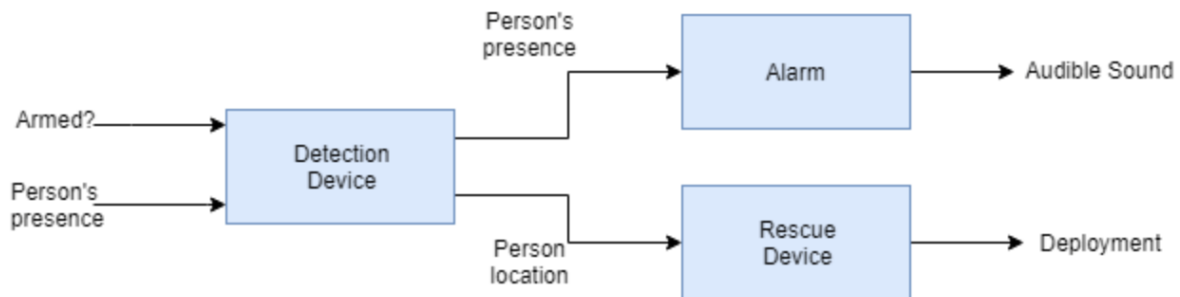 Person's
presence
Alarm
Audible Sound
Armed?
Detection
Device
Person's
presence
Rescue
Device
Deployment
Person
location